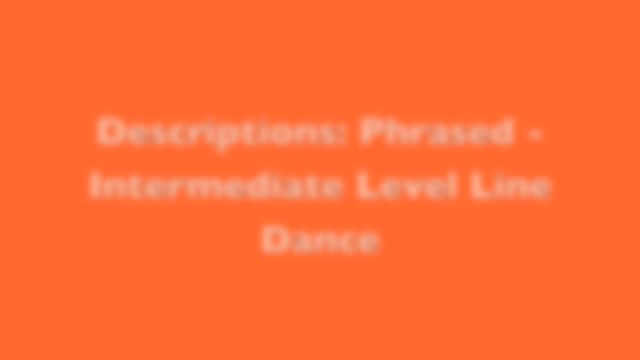 Descriptions: Phrased -
Intermediate Level Line
Dance